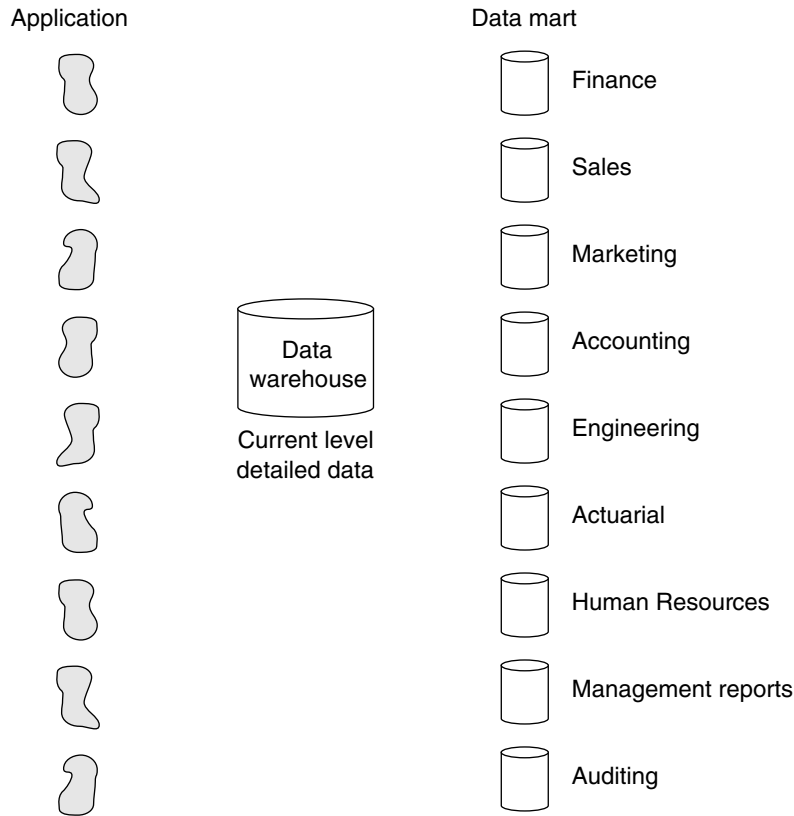 Application
Data mart
Finance
Sales
Marketing
Accounting
Engineering
Actuarial
Human Resources
Management reports
Auditing
Data
warehouse
Current level
detailed data